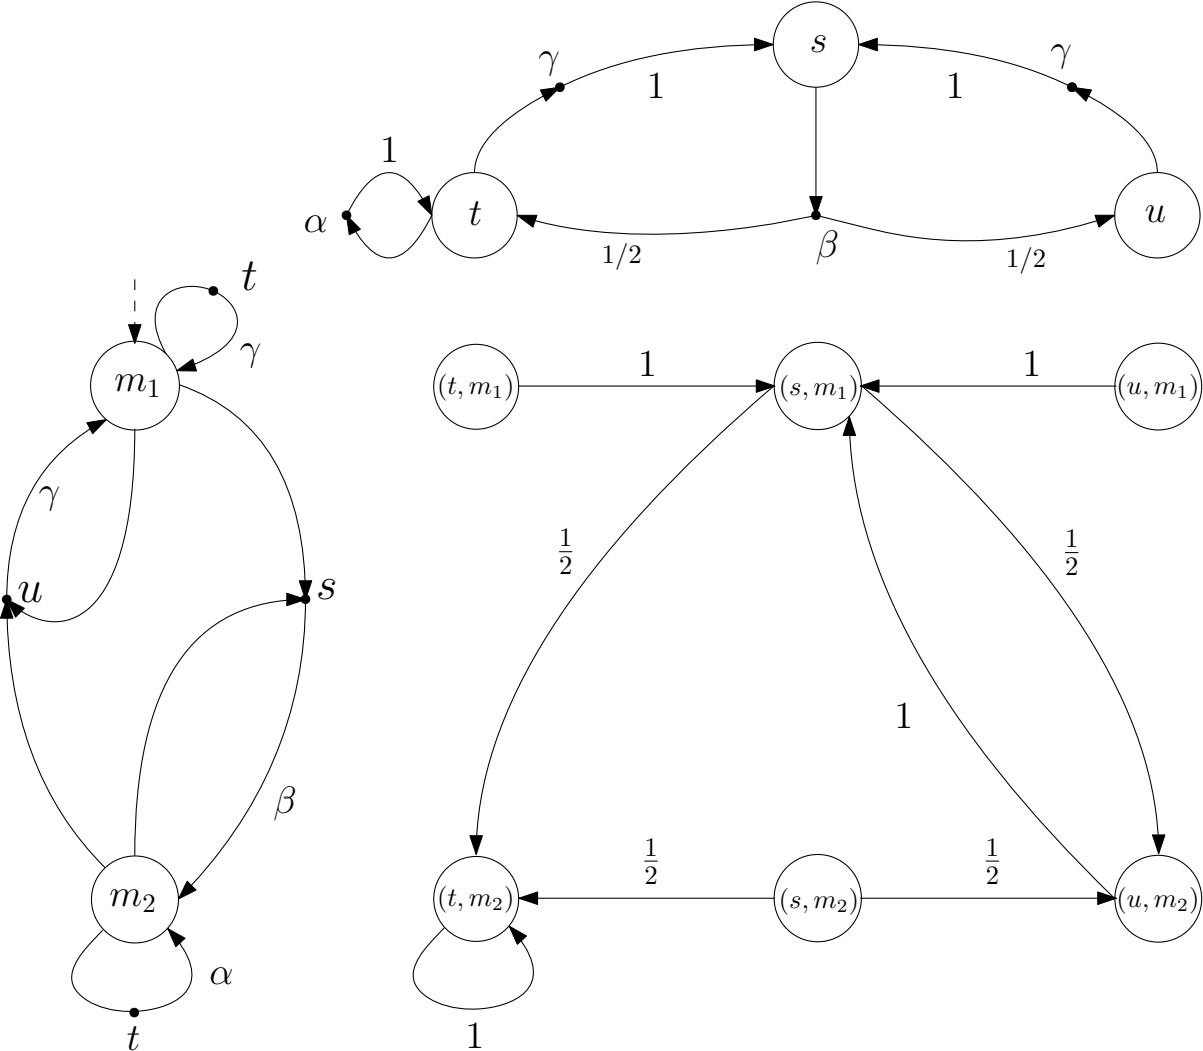 s
γ
γ
1
1
1
α
t
u
β
1/2
1/2
t
γ
m₁
(t, m₁)
1
(s, m₁)
1
(u, m₁)
γ
u
s
1/2
1/2
1
β
1/2
1/2
m₂
(t, m₂)
(s, m₂)
(u, m₂)
α
t
1